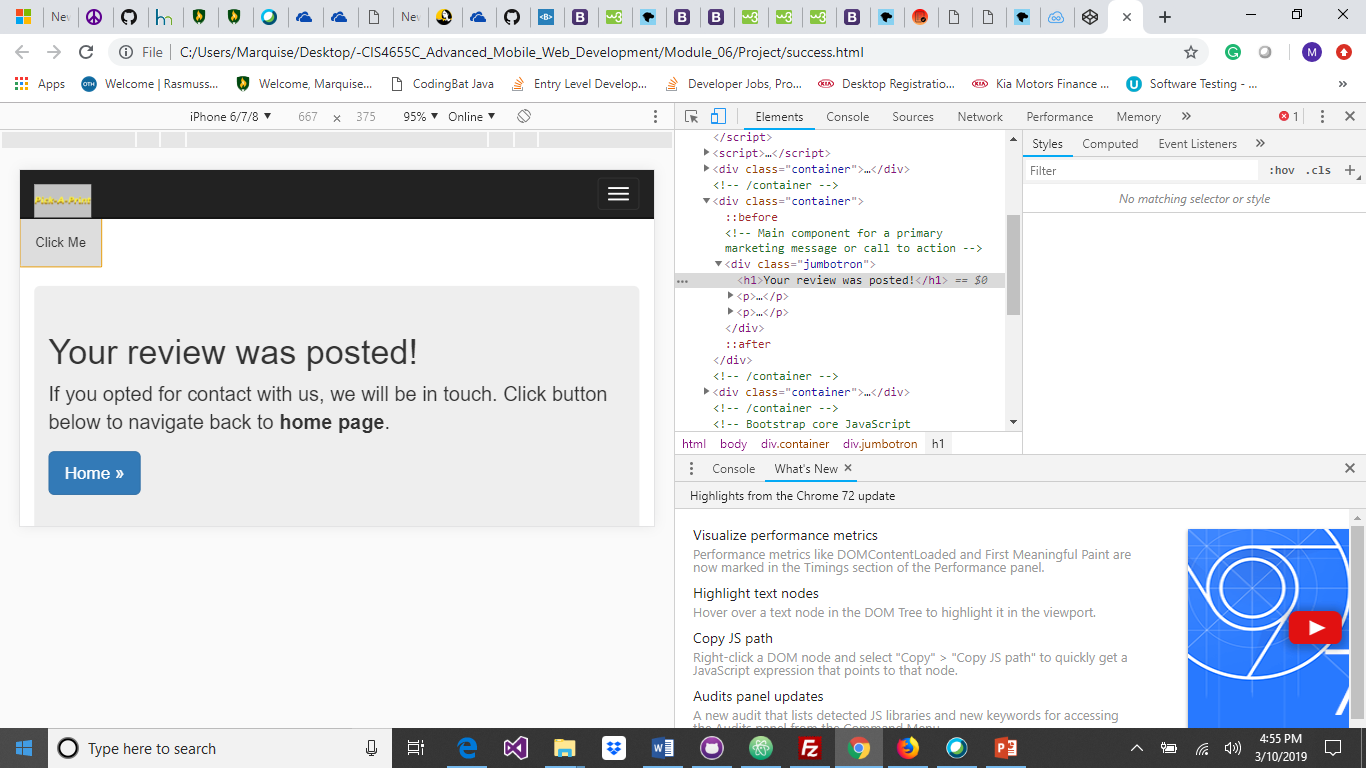 Nev
Nev
File
C:/Users/Marquise/Desktop/-CIS4655C_Advanced_Mobile_Web_Development/Module_06/Project/success.html
M
Apps
Welcome | Rasmuss...
Welcome, Marquise...
CodingBat Java
Entry Level Develop...
Developer Jobs, Pro...
Desktop Registratio...
Kia Motors Finance ...
Software Testing - ...
»
iPhone 6/7/8 ▼ 667 × 375 95% ▼ Online ▼
Elements Console Sources Network Performance Memory » 1
Pick-A-Print
Click Me
Your review was posted!
If you opted for contact with us, we will be in touch. Click button
below to navigate back to home page.
Home »
</script>
<script>…</script>
<div class="container">…</div>
<!-- /container -->
<div class="container">
::before
<!-- Main component for a primary
marketing message or call to action -->
<div class="jumbotron">
<h1>Your review was posted!</h1> == $0
<p>…</p>
<p>…</p>
</div>
::after
</div>
<!-- /container -->
<div class="container">…</div>
<!-- /container -->
<!-- Bootstrap core JavaScript
html body div.container div.jumbotron h1
Styles Computed Event Listeners »
Filter :hov .cls +
No matching selector or style
Console What's New ×
Highlights from the Chrome 72 update
Visualize performance metrics
Performance metrics like DOMContentLoaded and First Meaningful Paint are
now marked in the Timings section of the Performance panel.
Highlight text nodes
Hover over a text node in the DOM Tree to highlight it in the viewport.
Copy JS path
Right-click a DOM node and select "Copy" > "Copy JS path" to quickly get a
JavaScript expression that points to that node.
Audits panel updates
A new audit that lists detected JS libraries and new keywords for accessing
the Audits panel from the Command Menu.
Type here to search
4:55 PM
3/10/2019